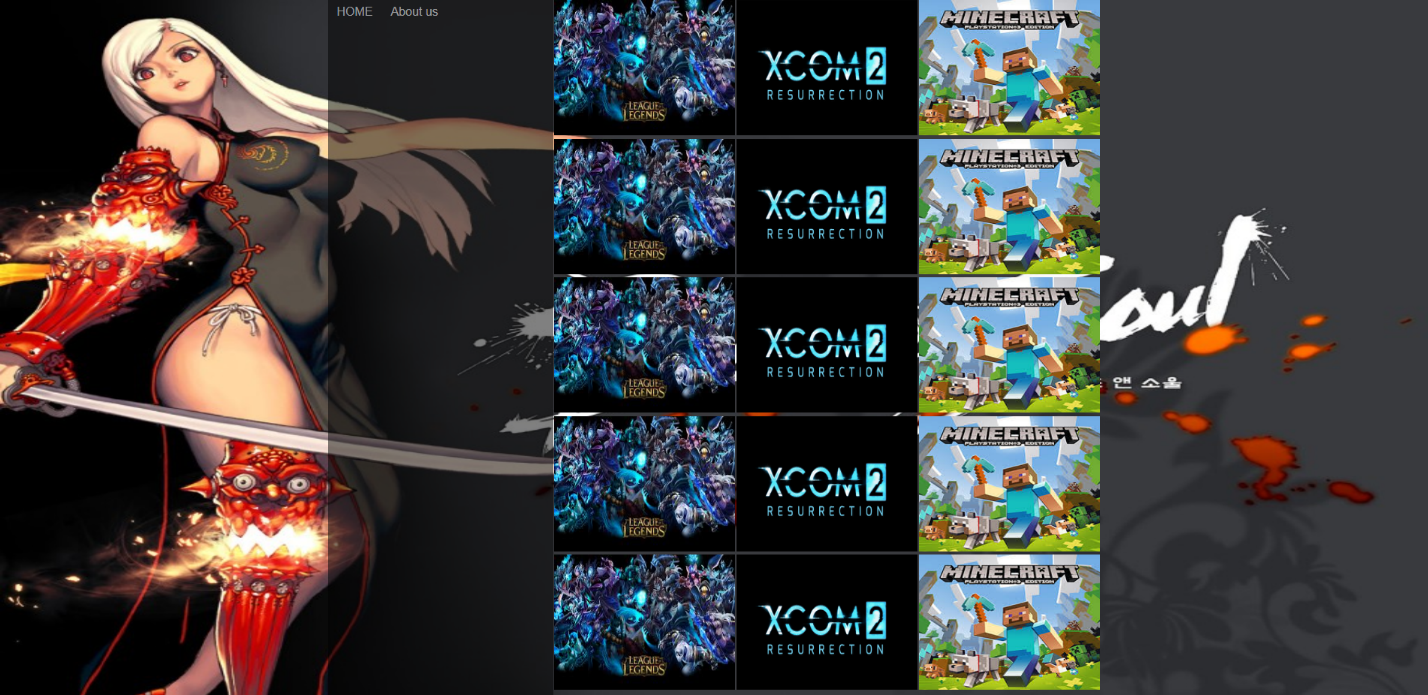 HOME About us
LEAGUE OF LEGENDS
XCOM 2
RESURRECTION
MINECRAFT
PLAYSTATION®3 EDITION
LEAGUE OF LEGENDS
XCOM 2
RESURRECTION
MINECRAFT
PLAYSTATION®3 EDITION
Soul
앤 소울
LEAGUE OF LEGENDS
XCOM 2
RESURRECTION
MINECRAFT
PLAYSTATION®3 EDITION
LEAGUE OF LEGENDS
XCOM 2
RESURRECTION
MINECRAFT
PLAYSTATION®3 EDITION
LEAGUE OF LEGENDS
XCOM 2
RESURRECTION
MINECRAFT
PLAYSTATION®3 EDITION